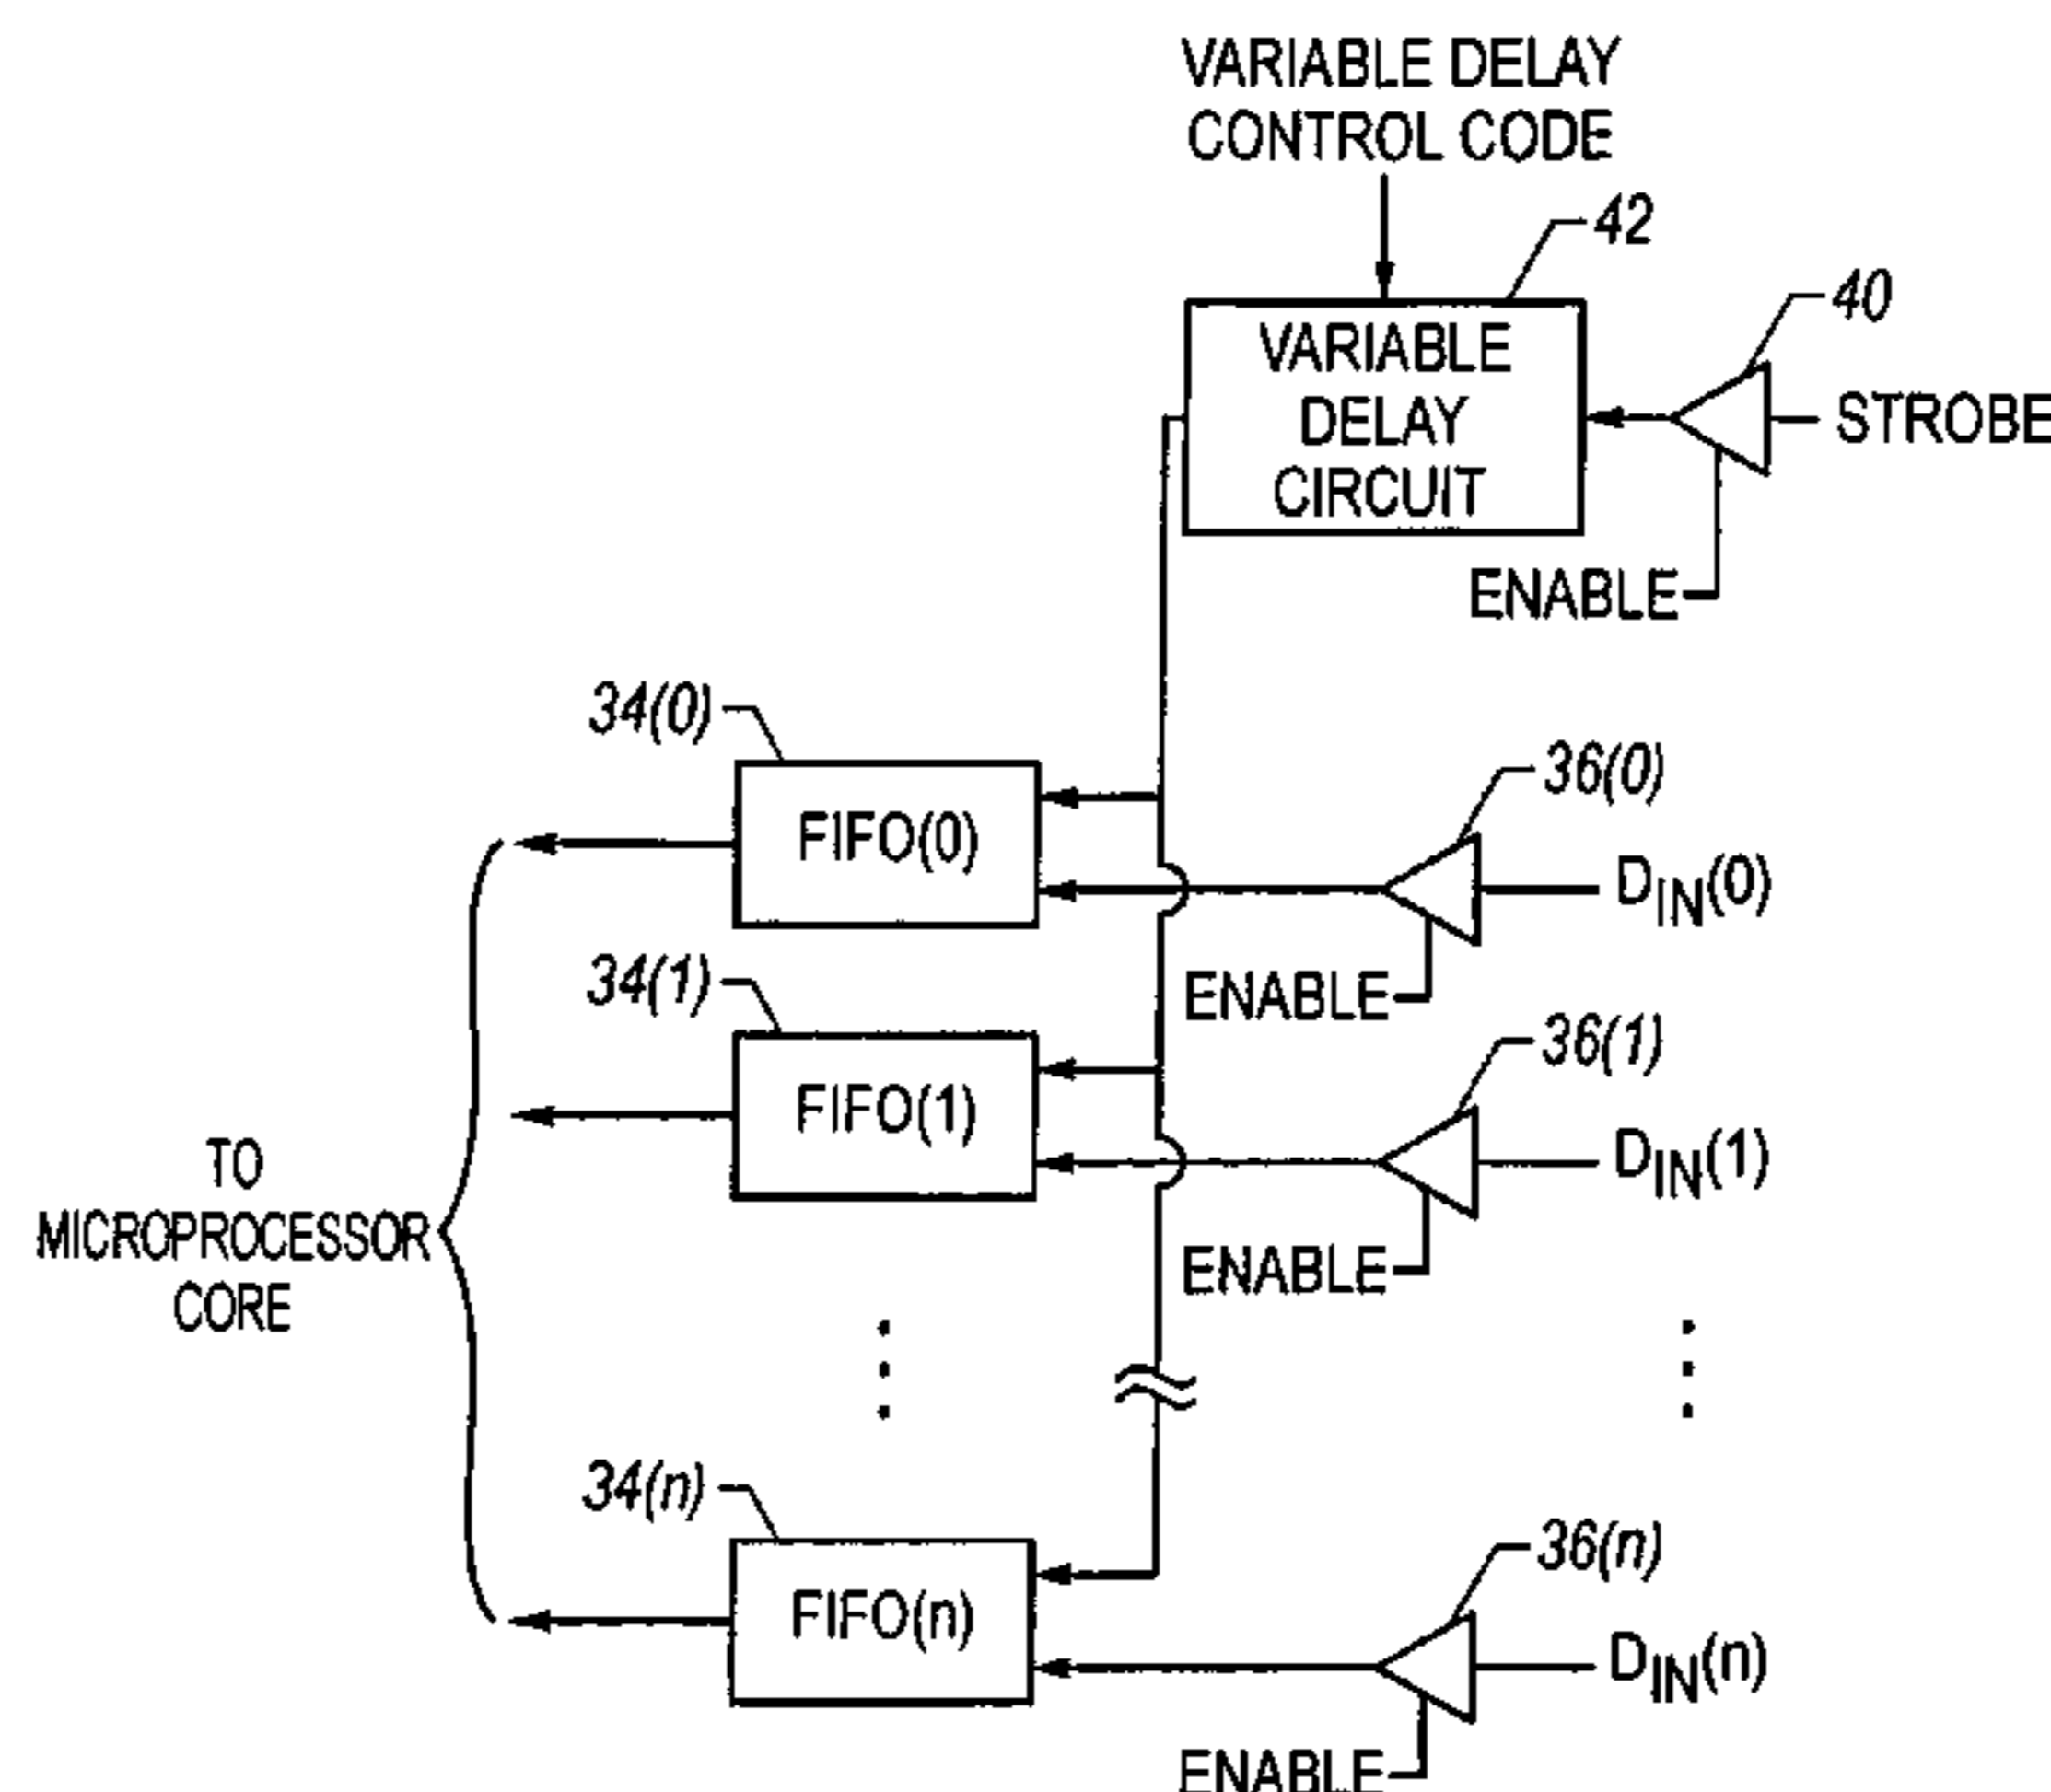 VARIABLE DELAY
CONTROL CODE
42
40
VARIABLE
DELAY
CIRCUIT
STROBE
ENABLE
34(0)
36(0)
FIFO(0)
DIN(0)
ENABLE
34(1)
36(1)
FIFO(1)
DIN(1)
ENABLE
TO
MICROPROCESSOR
CORE
34(n)
36(n)
FIFO(n)
DIN(n)
ENABLE